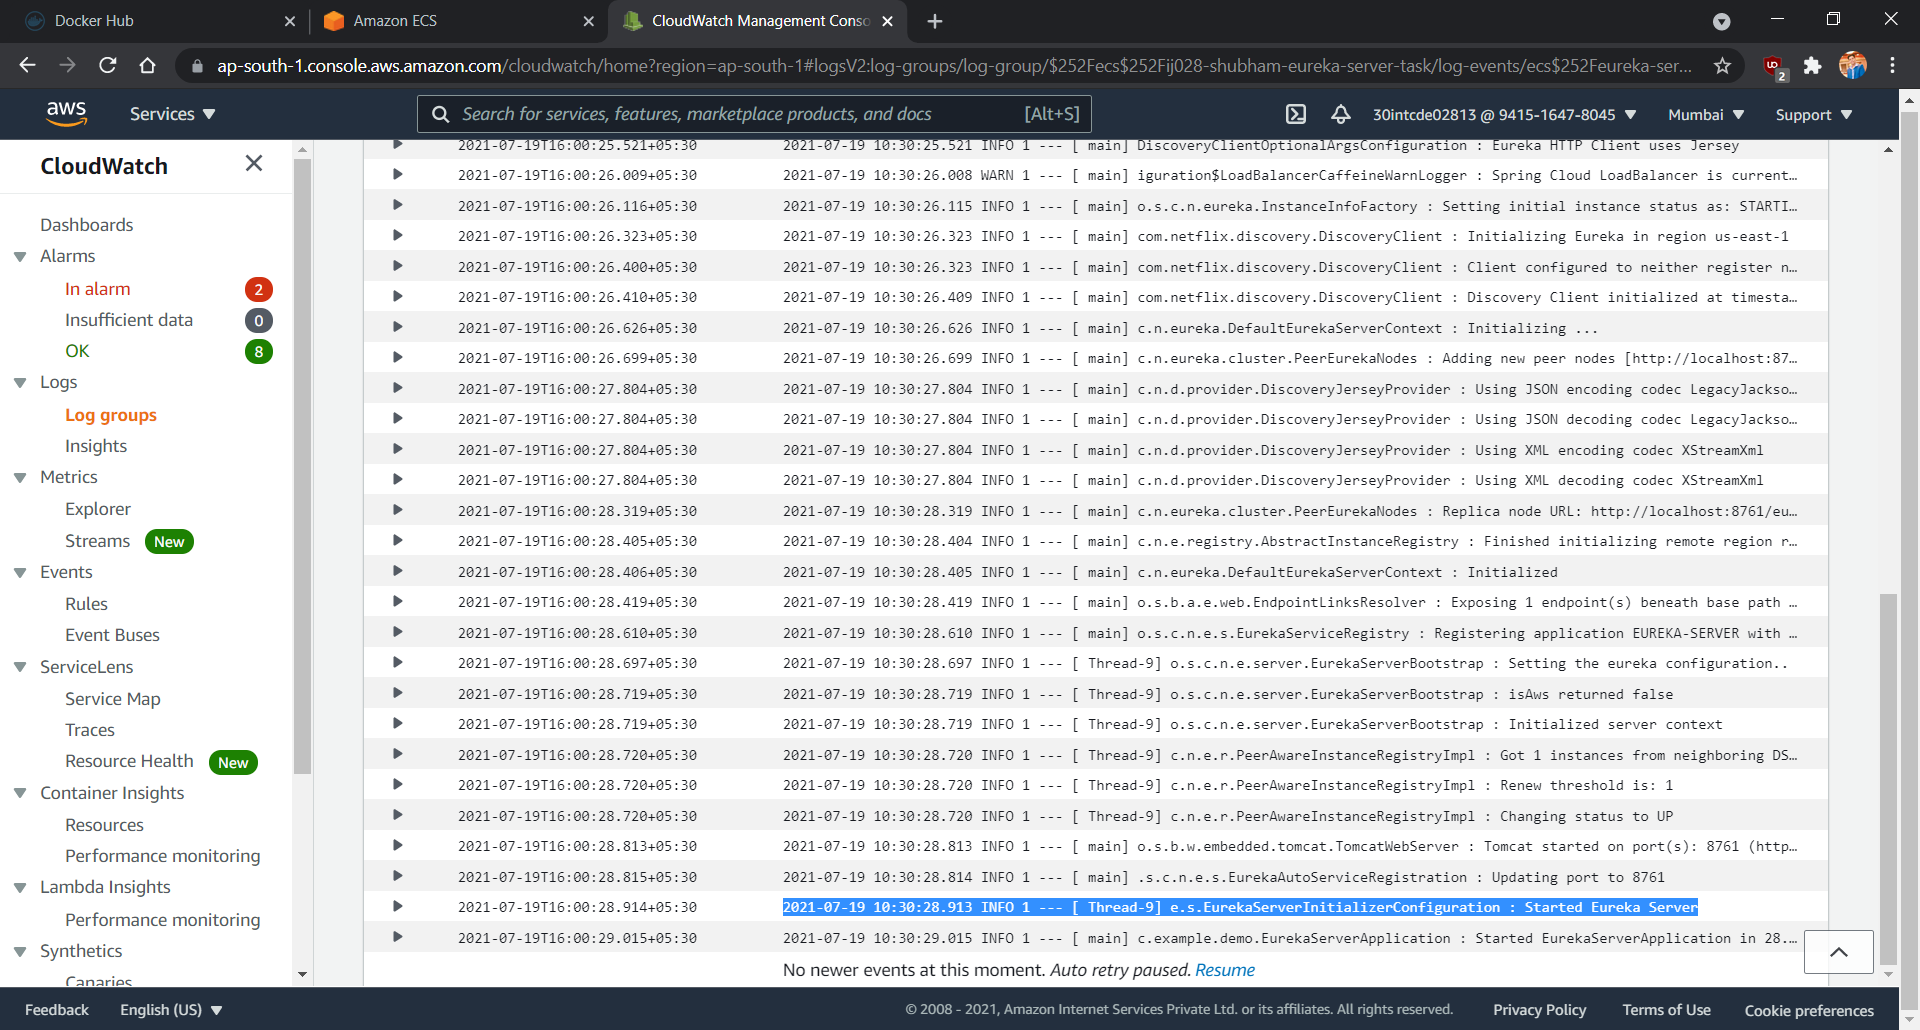 Docker Hub
Amazon ECS
CloudWatch Management Conso
ap-south-1.console.aws.amazon.com/cloudwatch/home?region=ap-south-1#logsV2:log-groups/log-group/$252Fecs$252Fij028-shubham-eureka-server-task/log-events/ecs$252Feureka-ser...
2
aws
Services
Search for services, features, marketplace products, and docs
[Alt+S]
30intcde02813 @ 9415-1647-8045
Mumbai
Support
CloudWatch
Dashboards
Alarms
In alarm 2
Insufficient data 0
OK 8
Logs
Log groups
Insights
Metrics
Explorer
Streams New
Events
Rules
Event Buses
ServiceLens
Service Map
Traces
Resource Health New
Container Insights
Resources
Performance monitoring
Lambda Insights
Performance monitoring
Synthetics
Canaries
2021-07-19T16:00:25.521+05:30 2021-07-19 10:30:25.521 INFO 1 --- [ main] DiscoveryClientOptionalArgsConfiguration : Eureka HTTP Client uses Jersey
2021-07-19T16:00:26.009+05:30 2021-07-19 10:30:26.008 WARN 1 --- [ main] iguration$LoadBalancerCaffeineWarnLogger : Spring Cloud LoadBalancer is current…
2021-07-19T16:00:26.116+05:30 2021-07-19 10:30:26.115 INFO 1 --- [ main] o.s.c.n.eureka.InstanceInfoFactory : Setting initial instance status as: STARTI…
2021-07-19T16:00:26.323+05:30 2021-07-19 10:30:26.323 INFO 1 --- [ main] com.netflix.discovery.DiscoveryClient : Initializing Eureka in region us-east-1
2021-07-19T16:00:26.400+05:30 2021-07-19 10:30:26.323 INFO 1 --- [ main] com.netflix.discovery.DiscoveryClient : Client configured to neither register n…
2021-07-19T16:00:26.410+05:30 2021-07-19 10:30:26.409 INFO 1 --- [ main] com.netflix.discovery.DiscoveryClient : Discovery Client initialized at timesta…
2021-07-19T16:00:26.626+05:30 2021-07-19 10:30:26.626 INFO 1 --- [ main] c.n.eureka.DefaultEurekaServerContext : Initializing ...
2021-07-19T16:00:26.699+05:30 2021-07-19 10:30:26.699 INFO 1 --- [ main] c.n.eureka.cluster.PeerEurekaNodes : Adding new peer nodes [http://localhost:87…
2021-07-19T16:00:27.804+05:30 2021-07-19 10:30:27.804 INFO 1 --- [ main] c.n.d.provider.DiscoveryJerseyProvider : Using JSON encoding codec LegacyJackso…
2021-07-19T16:00:27.804+05:30 2021-07-19 10:30:27.804 INFO 1 --- [ main] c.n.d.provider.DiscoveryJerseyProvider : Using JSON decoding codec LegacyJackso…
2021-07-19T16:00:27.804+05:30 2021-07-19 10:30:27.804 INFO 1 --- [ main] c.n.d.provider.DiscoveryJerseyProvider : Using XML encoding codec XStreamXml
2021-07-19T16:00:27.804+05:30 2021-07-19 10:30:27.804 INFO 1 --- [ main] c.n.d.provider.DiscoveryJerseyProvider : Using XML decoding codec XStreamXml
2021-07-19T16:00:28.319+05:30 2021-07-19 10:30:28.319 INFO 1 --- [ main] c.n.eureka.cluster.PeerEurekaNodes : Replica node URL: http://localhost:8761/eu…
2021-07-19T16:00:28.405+05:30 2021-07-19 10:30:28.404 INFO 1 --- [ main] c.n.e.registry.AbstractInstanceRegistry : Finished initializing remote region r…
2021-07-19T16:00:28.406+05:30 2021-07-19 10:30:28.405 INFO 1 --- [ main] c.n.eureka.DefaultEurekaServerContext : Initialized
2021-07-19T16:00:28.419+05:30 2021-07-19 10:30:28.419 INFO 1 --- [ main] o.s.b.a.e.web.EndpointLinksResolver : Exposing 1 endpoint(s) beneath base path …
2021-07-19T16:00:28.610+05:30 2021-07-19 10:30:28.610 INFO 1 --- [ main] o.s.c.n.e.s.EurekaServiceRegistry : Registering application EUREKA-SERVER with …
2021-07-19T16:00:28.697+05:30 2021-07-19 10:30:28.697 INFO 1 --- [ Thread-9] o.s.c.n.e.server.EurekaServerBootstrap : Setting the eureka configuration..
2021-07-19T16:00:28.719+05:30 2021-07-19 10:30:28.719 INFO 1 --- [ Thread-9] o.s.c.n.e.server.EurekaServerBootstrap : isAws returned false
2021-07-19T16:00:28.719+05:30 2021-07-19 10:30:28.719 INFO 1 --- [ Thread-9] o.s.c.n.e.server.EurekaServerBootstrap : Initialized server context
2021-07-19T16:00:28.720+05:30 2021-07-19 10:30:28.720 INFO 1 --- [ Thread-9] c.n.e.r.PeerAwareInstanceRegistryImpl : Got 1 instances from neighboring DS…
2021-07-19T16:00:28.720+05:30 2021-07-19 10:30:28.720 INFO 1 --- [ Thread-9] c.n.e.r.PeerAwareInstanceRegistryImpl : Renew threshold is: 1
2021-07-19T16:00:28.720+05:30 2021-07-19 10:30:28.720 INFO 1 --- [ Thread-9] c.n.e.r.PeerAwareInstanceRegistryImpl : Changing status to UP
2021-07-19T16:00:28.813+05:30 2021-07-19 10:30:28.813 INFO 1 --- [ main] o.s.b.w.embedded.tomcat.TomcatWebServer : Tomcat started on port(s): 8761 (http…
2021-07-19T16:00:28.815+05:30 2021-07-19 10:30:28.814 INFO 1 --- [ main] .s.c.n.e.s.EurekaAutoServiceRegistration : Updating port to 8761
2021-07-19T16:00:28.914+05:30 2021-07-19 10:30:28.913 INFO 1 --- [ Thread-9] e.s.EurekaServerInitializerConfiguration : Started Eureka Server
2021-07-19T16:00:29.015+05:30 2021-07-19 10:30:29.015 INFO 1 --- [ main] c.example.demo.EurekaServerApplication : Started EurekaServerApplication in 28.…
No newer events at this moment. Auto retry paused. Resume
Feedback
English (US)
© 2008 - 2021, Amazon Internet Services Private Ltd. or its affiliates. All rights reserved.
Privacy Policy
Terms of Use
Cookie preferences